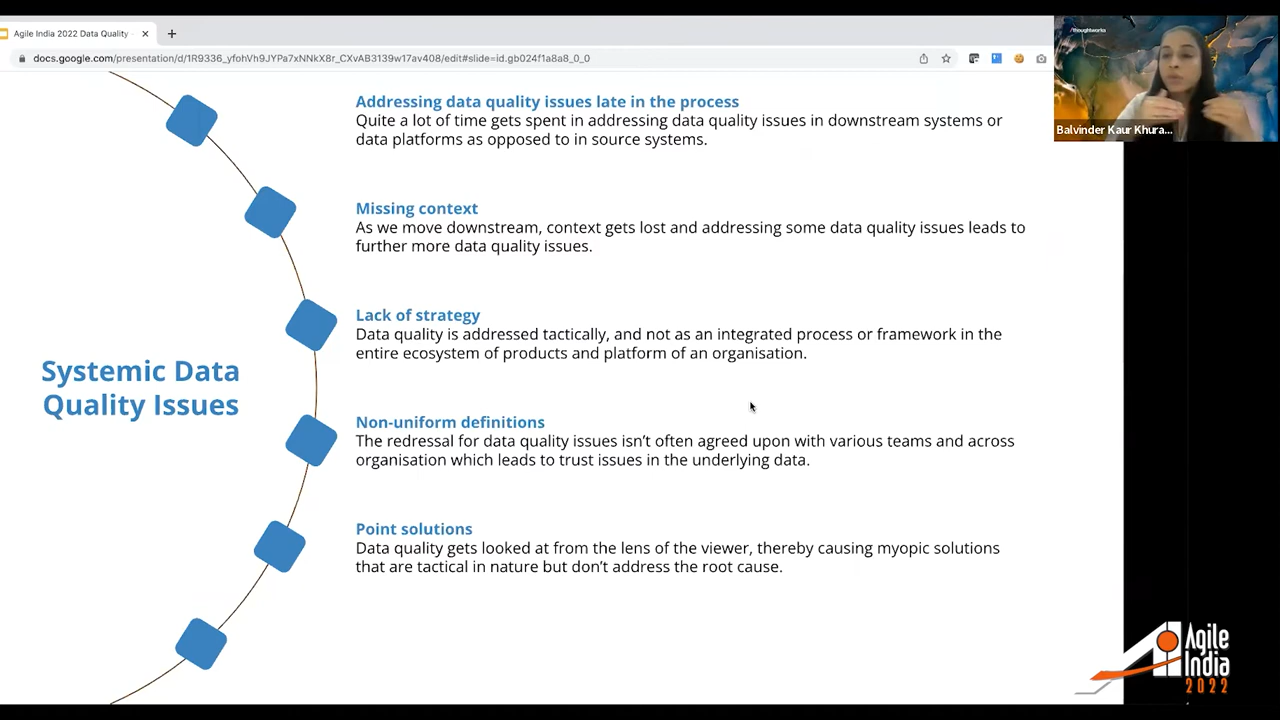 Agile India 2022 Data Quality
docs.google.com/presentation/d/1R9336_yfohVh9JYPa7xNNkX8r_CXvAB3139w17av408/edit#slide=id.gb024f1a8a8_0_0
/thoughtworks
Balvinder Kaur Khura...
Addressing data quality issues late in the process
Quite a lot of time gets spent in addressing data quality issues in downstream systems or
data platforms as opposed to in source systems.
Missing context
As we move downstream, context gets lost and addressing some data quality issues leads to
further more data quality issues.
Lack of strategy
Data quality is addressed tactically, and not as an integrated process or framework in the
entire ecosystem of products and platform of an organisation.
Systemic Data
Quality Issues
Non-uniform definitions
The redressal for data quality issues isn't often agreed upon with various teams and across
organisation which leads to trust issues in the underlying data.
Point solutions
Data quality gets looked at from the lens of the viewer, thereby causing myopic solutions
that are tactical in nature but don't address the root cause.
Agile
India
2022